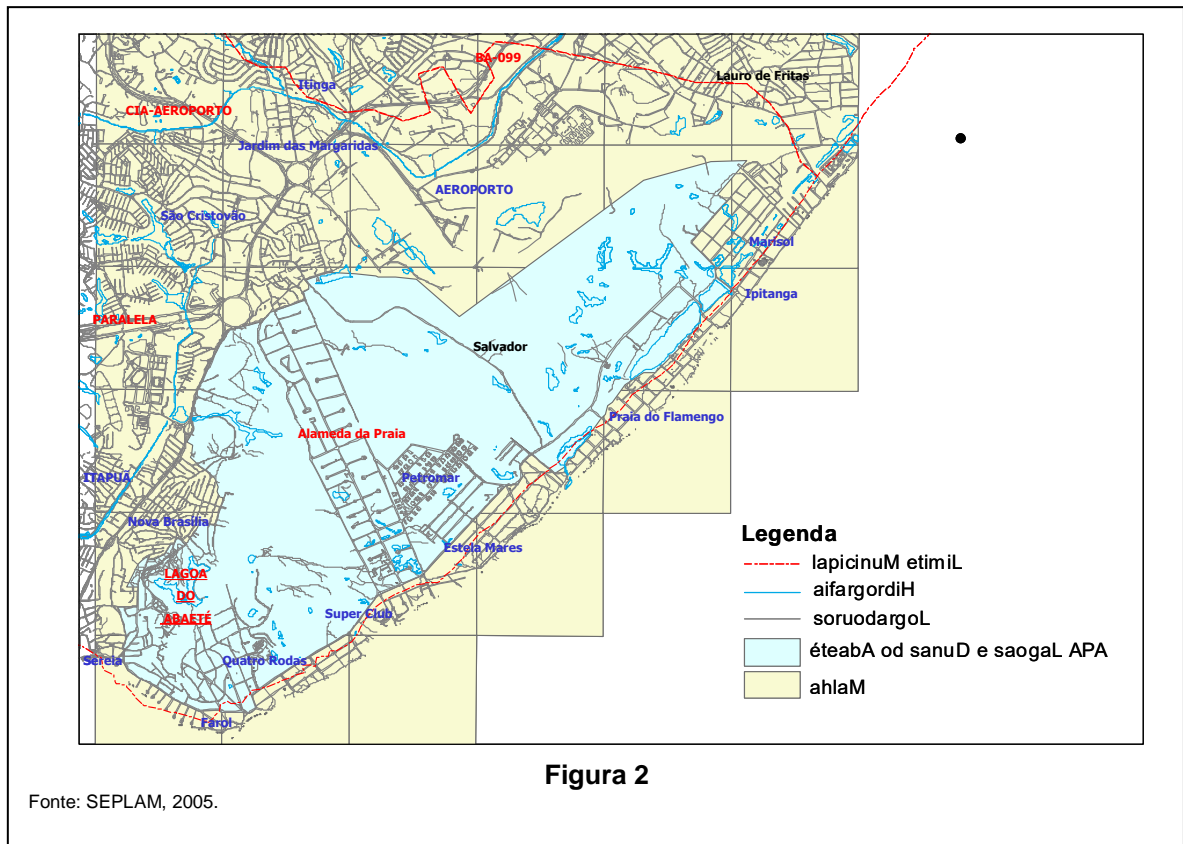 BA-099
Lauro de Fritas
Itinga
CIA-AEROPORTO
Jardim das Margaridas
AEROPORTO
São Cristovão
Marisol
Ipitanga
PARALELA
Salvador
Praia do Flamengo
Alameda da Praia
ITAPUÃ
Petromar
Nova Brasília
Estela Mares
LAGOA
DO
ABAETÉ
Super Club
Sereia
Quatro Rodas
Farol
Legenda
lapicinuM etimiL
aifargordiH
soruodargoL
éteabA od sanuD e saogaL APA
ahlaM
Figura 2
Fonte: SEPLAM, 2005.